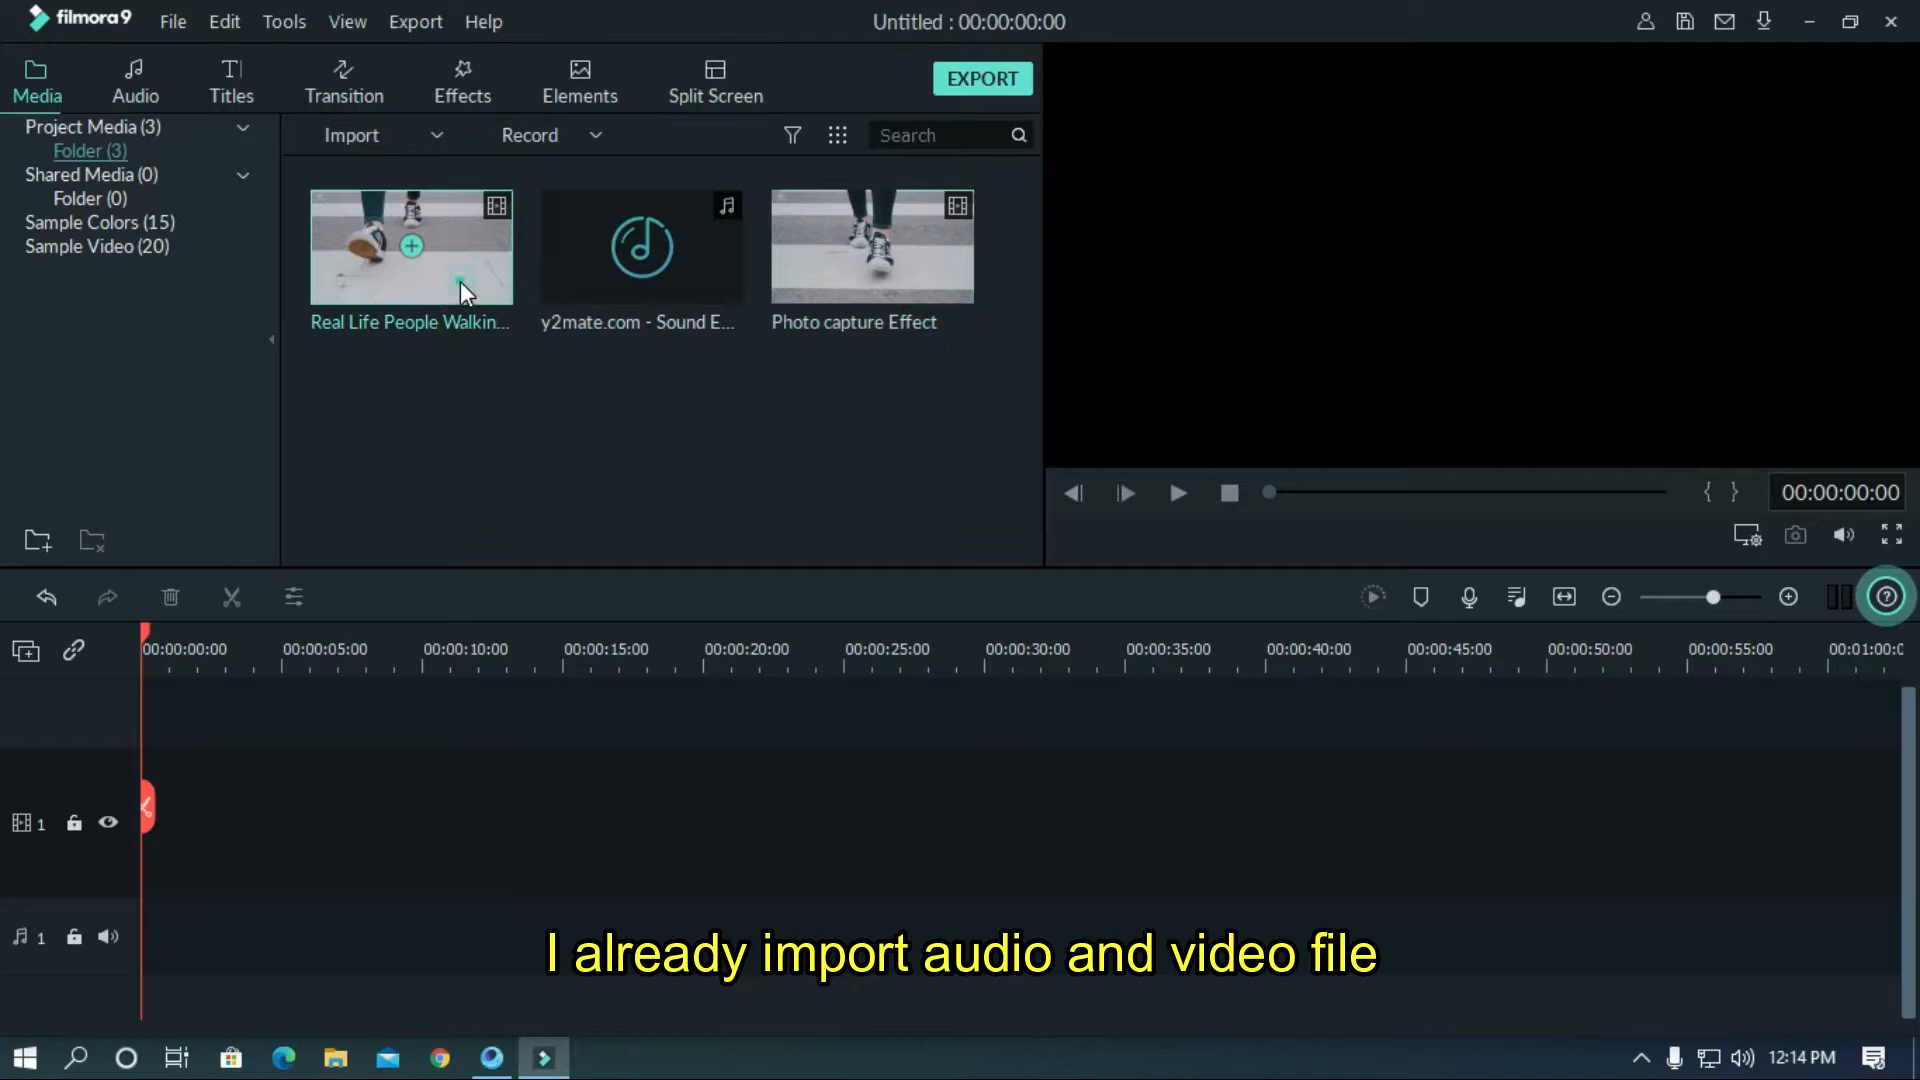 filmora9 File Edit Tools View Export Help Untitled : 00:00:00:00
Media Audio Titles Transition Effects Elements Split Screen EXPORT
Project Media (3)
Folder (3)
Shared Media (0)
Folder (0)
Sample Colors (15)
Sample Video (20)
Import Record Search
Real Life People Walkin... y2mate.com - Sound E... Photo capture Effect
00:00:00:00
00:00:00:00 00:00:05:00 00:00:10:00 00:00:15:00 00:00:20:00 00:00:25:00 00:00:30:00 00:00:35:00 00:00:40:00 00:00:45:00 00:00:50:00 00:00:55:00 00:01:00:0
1
1
I already import audio and video file
12:14 PM